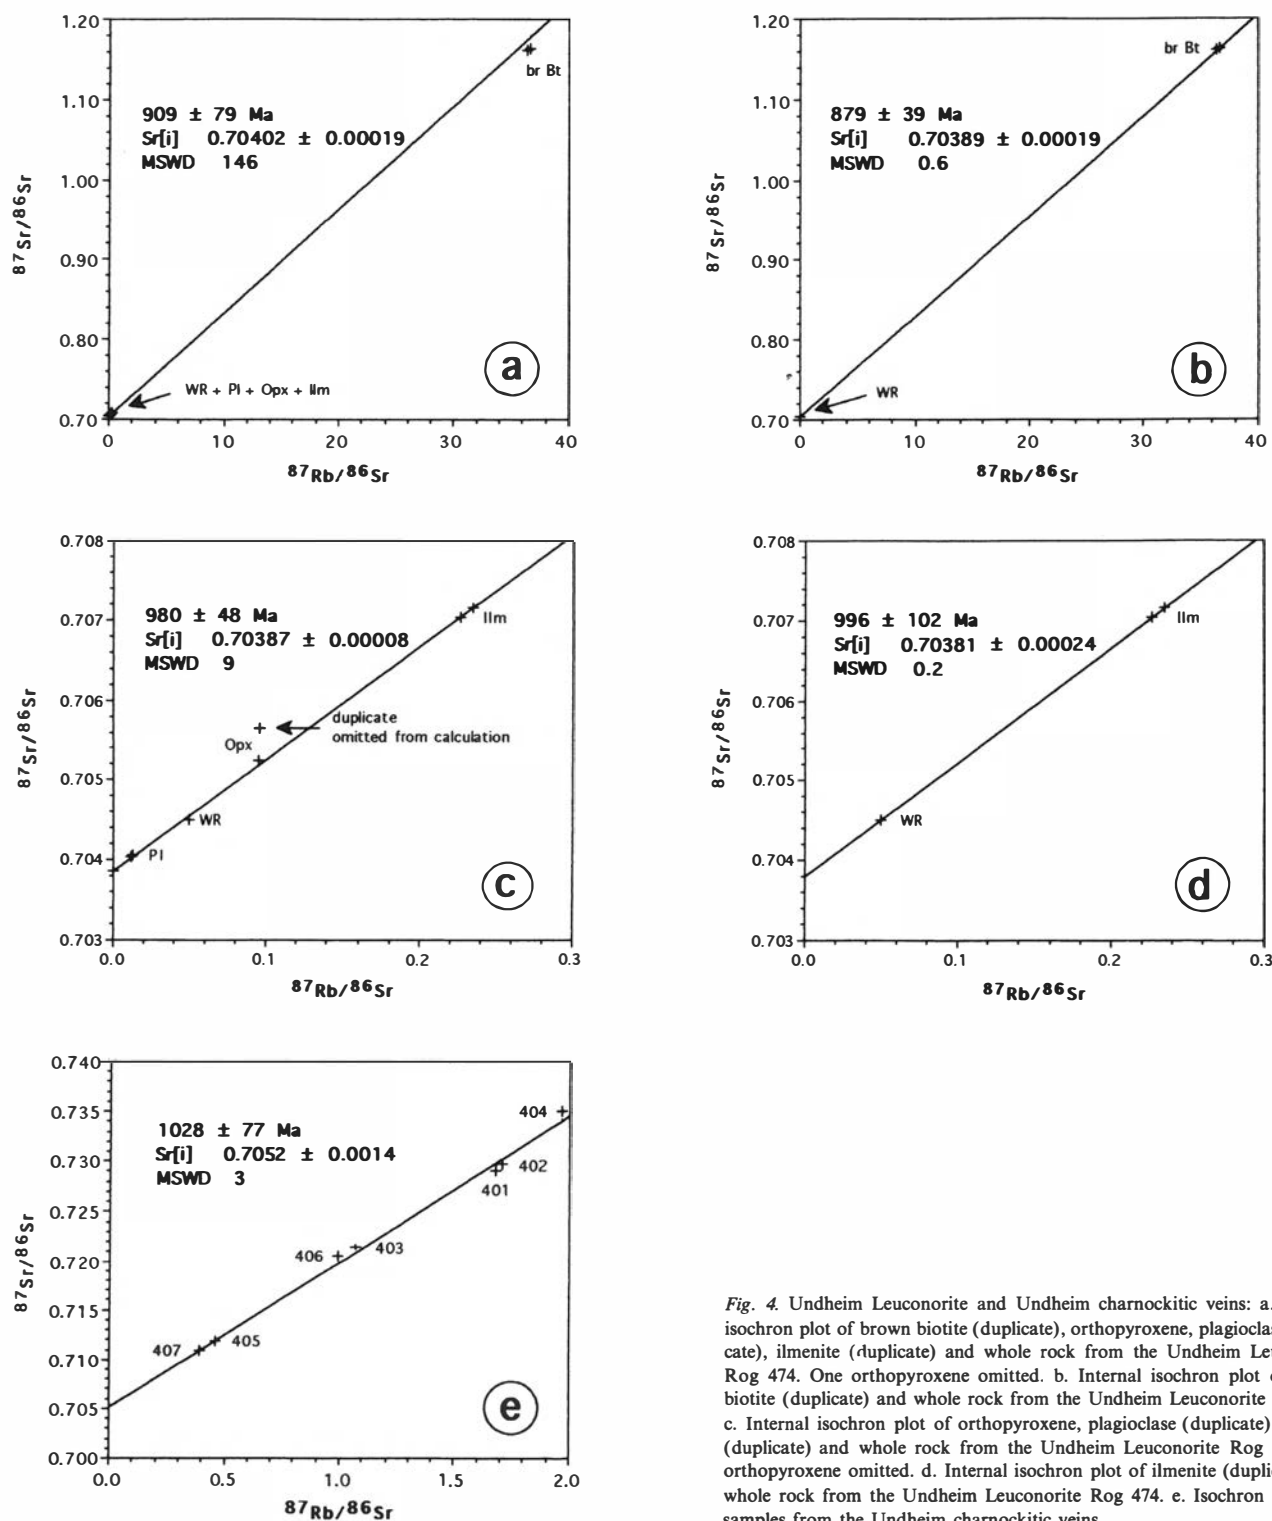 1.20
1.10
1.00
0.90
0.80
0.70
87Sr/86Sr
909 ± 79 Ma
Sr[i] 0.70402 ± 0.00019
MSWD 146
br Bt
WR + Pl + Opx + Ilm
a
0 10 20 30 40
87Rb/86Sr
1.20
1.10
1.00
0.90
0.80
0.70
87Sr/86Sr
br Bt
879 ± 39 Ma
Sr[i] 0.70389 ± 0.00019
MSWD 0.6
WR
b
0 10 20 30 40
87Rb/86Sr
0.708
0.707
0.706
0.705
0.704
0.703
87Sr/86Sr
980 ± 48 Ma
Sr[i] 0.70387 ± 0.00008
MSWD 9
Ilm
duplicate
omitted from calculation
Opx
WR
Pl
c
0.0 0.1 0.2 0.3
87Rb/86Sr
0.708
0.707
0.706
0.705
0.704
0.703
87Sr/86Sr
996 ± 102 Ma
Sr[i] 0.70381 ± 0.00024
MSWD 0.2
Ilm
WR
d
0.0 0.1 0.2 0.3
87Rb/86Sr
0.740
0.735
0.730
0.725
0.720
0.715
0.710
0.705
0.700
87Sr/86Sr
1028 ± 77 Ma
Sr[i] 0.7052 ± 0.0014
MSWD 3
404
402
401
406 403
407 405
e
0.0 0.5 1.0 1.5 2.0
87Rb/86Sr
Fig. 4. Undheim Leuconorite and Undheim charnockitic veins: a.
isochron plot of brown biotite (duplicate), orthopyroxene, plagioclas
cate), ilmenite (duplicate) and whole rock from the Undheim Leu
Rog 474. One orthopyroxene omitted. b. Internal isochron plot
biotite (duplicate) and whole rock from the Undheim Leuconorite
c. Internal isochron plot of orthopyroxene, plagioclase (duplicate)
(duplicate) and whole rock from the Undheim Leuconorite Rog
orthopyroxene omitted. d. Internal isochron plot of ilmenite (duplic
whole rock from the Undheim Leuconorite Rog 474. e. Isochron
samples from the Undheim charnockitic veins